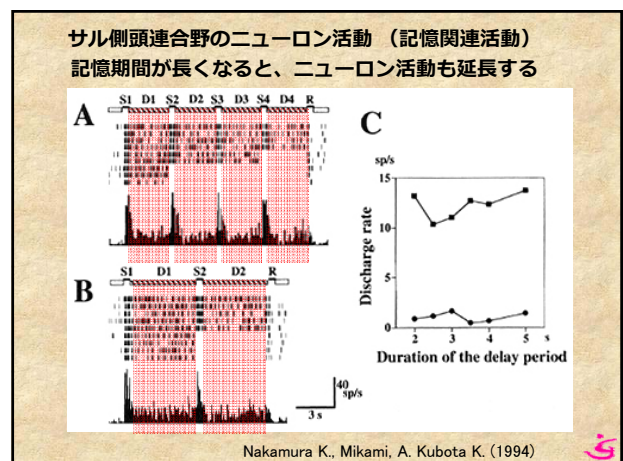 サル側頭連合野のニューロン活動 （記憶関連活動）
記憶期間が長くなると、ニューロン活動も延長する
A
S1 D1 S2 D2 S3 D3 S4 D4 R
B
S1 D1 S2 D2 R
40
sp/s
3 s
C
sp/s
15
10
5
0
Discharge rate
2 3 4 5 s
Duration of the delay period
Nakamura K., Mikami, A. Kubota K. (1994)